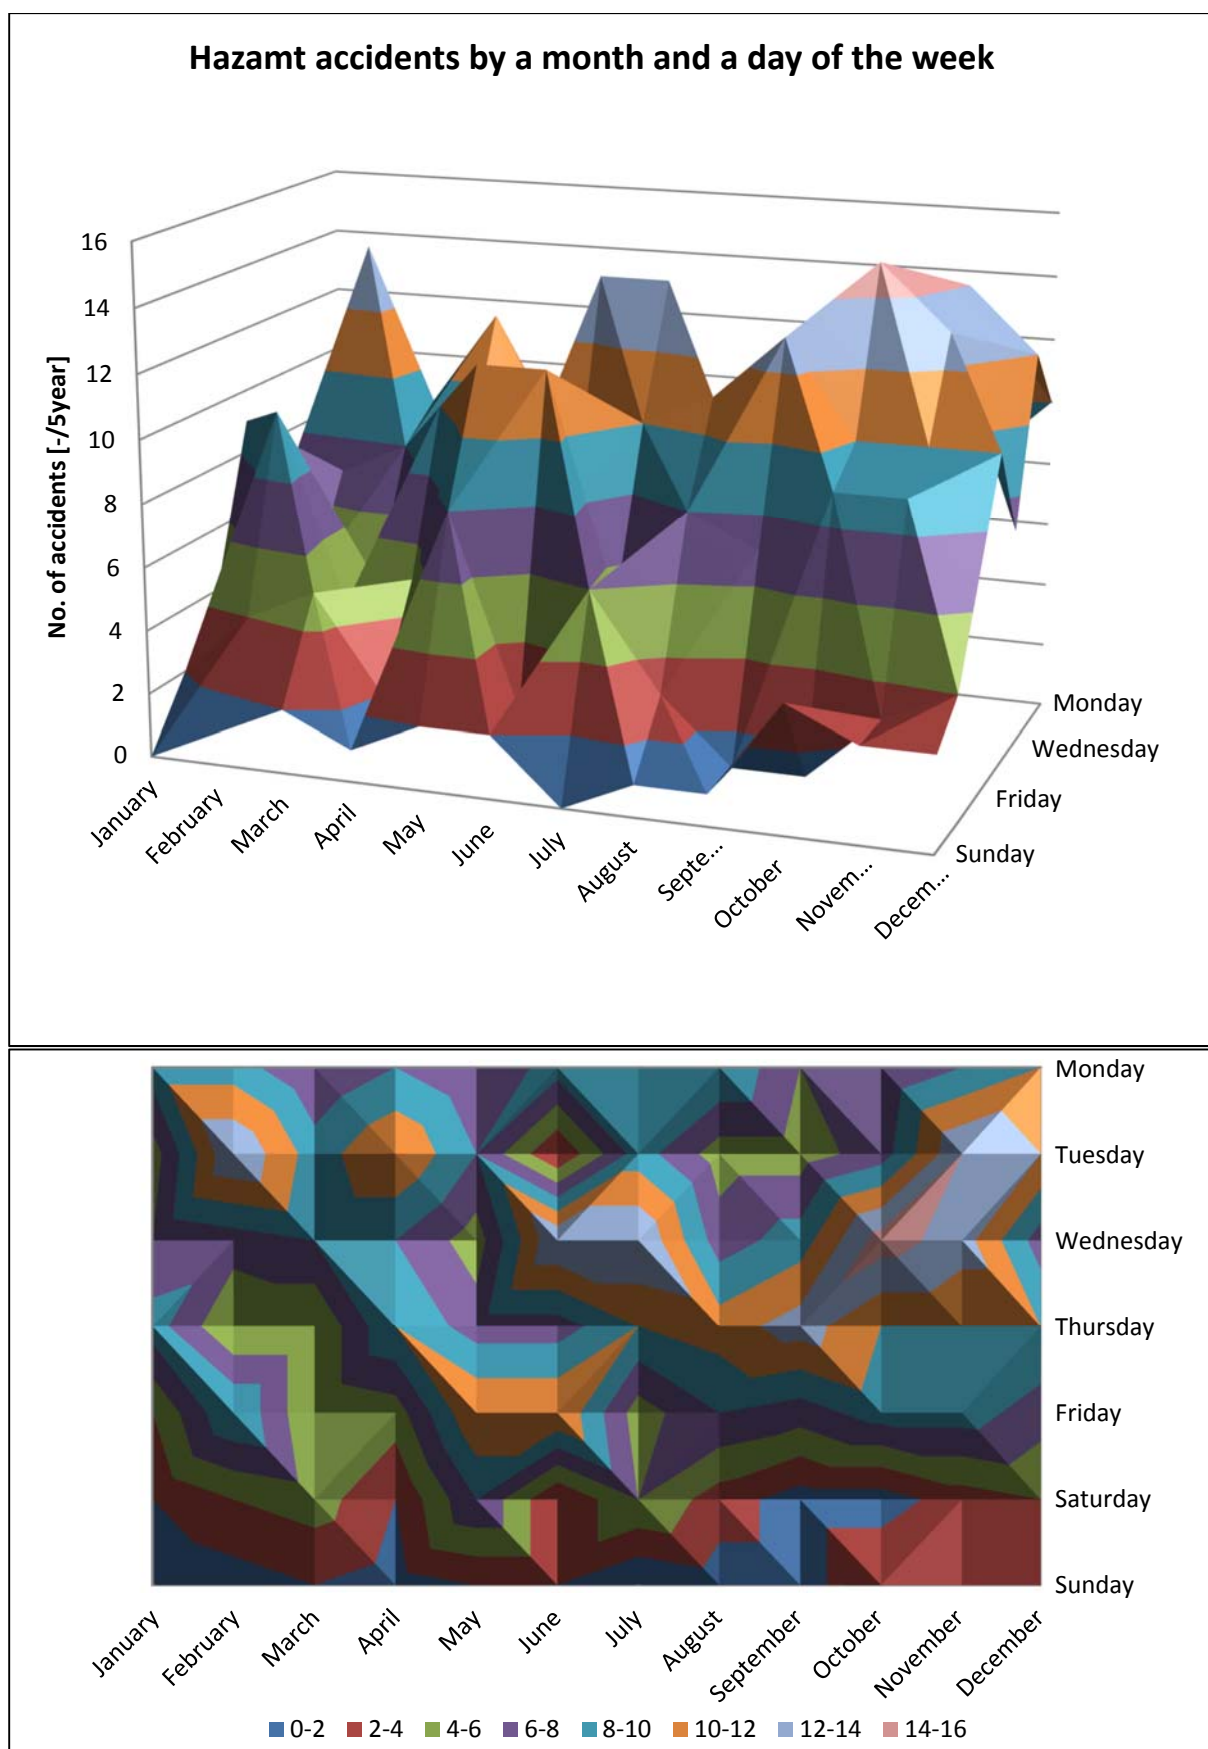 Hazamt accidents by a month and a day of the week
No. of accidents [-/5year]
16
14
12
10
8
6
4
2
0
January
February
March
April
May
June
July
August
Septe...
October
Novem...
Decem...
Monday
Wednesday
Friday
Sunday
Monday
Tuesday
Wednesday
Thursday
Friday
Saturday
Sunday
January
February
March
April
May
June
July
August
September
October
November
December
0-2 2-4 4-6 6-8 8-10 10-12 12-14 14-16